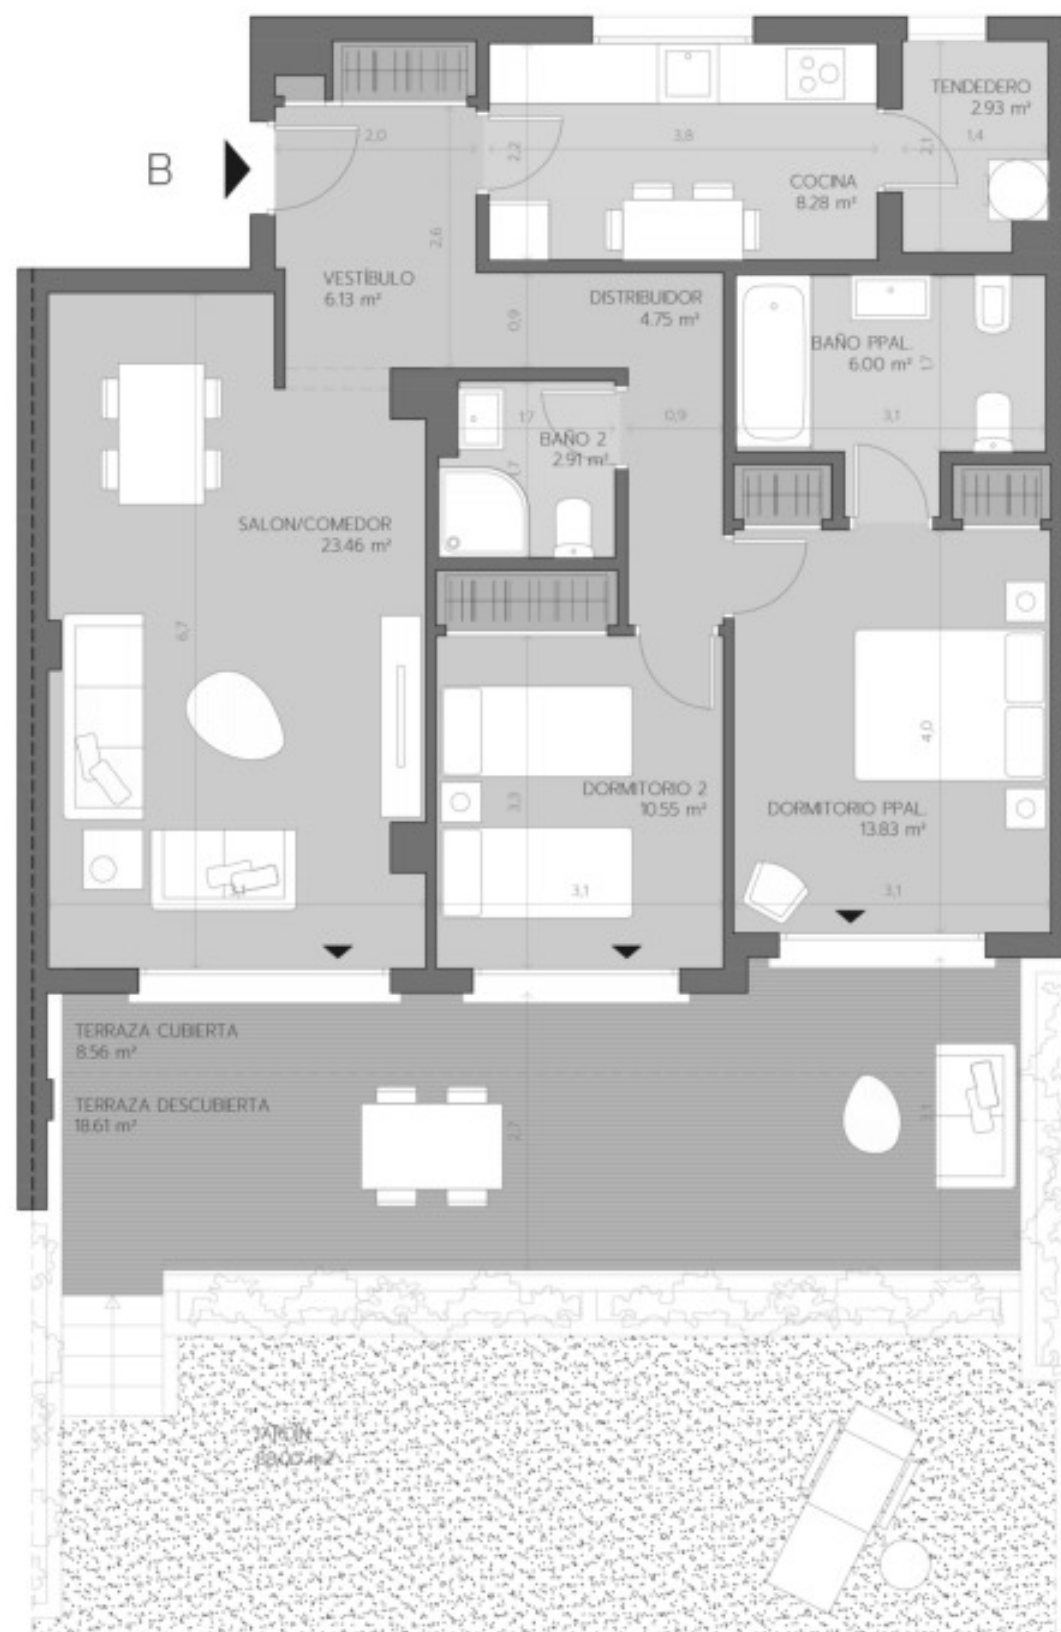 TENDEDERO
2.93 m²
2,0
2,2
3,8
2,1
1,4
B
COCINA
8.28 m²
2,6
VESTÍBULO
6.13 m²
DISTRIBUIDOR
4.75 m²
0,9
BAÑO PPAL.
6.00 m²
1,7
1,7
0,9
3,1
BAÑO 2
2.91 m²
1,7
SALON/COMEDOR
23.46 m²
6,7
4,0
DORMITORIO 2
10.55 m²
3,3
DORMITORIO PPAL.
13.83 m²
3,1
3,1
3,1
TERRAZA CUBIERTA
8.56 m²
TERRAZA DESCUBIERTA
18.61 m²
2,7
3,1
JARDÍN